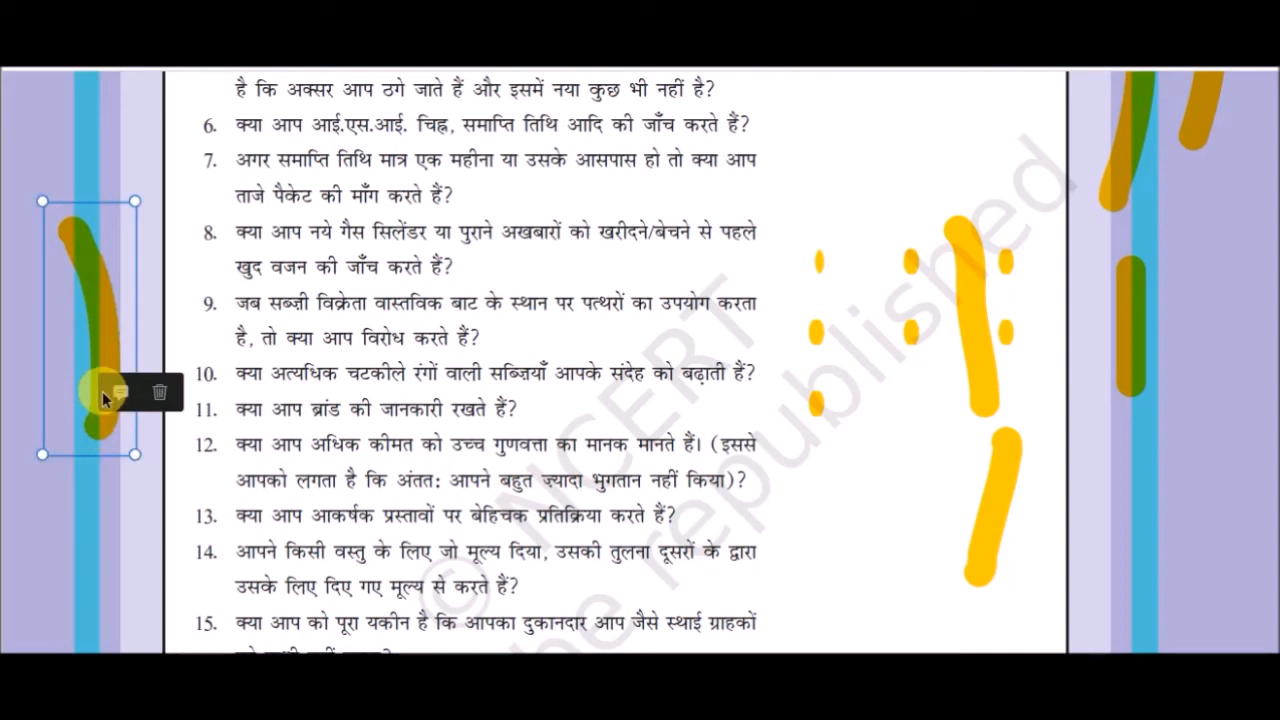 है कि अक्सर आप ठगे जाते हैं और इसमें नया कुछ भी नहीं है?
6. क्या आप आई.एस.आई. चिह्न, समाप्ति तिथि आदि की जाँच करते हैं?
7. अगर समाप्ति तिथि मात्र एक महीना या उसके आसपास हो तो क्या आप
ताजे पैकेट की माँग करते हैं?
8. क्या आप नये गैस सिलेंडर या पुराने अखबारों को खरीदने/बेचने से पहले
खुद वजन की जाँच करते हैं?
9. जब सब्ज़ी विक्रेता वास्तविक बाट के स्थान पर पत्थरों का उपयोग करता
है, तो क्या आप विरोध करते हैं?
10. क्या अत्यधिक चटकीले रंगों वाली सब्ज़ियाँ आपके संदेह को बढ़ाती हैं?
11. क्या आप ब्रांड की जानकारी रखते हैं?
12. क्या आप अधिक कीमत को उच्च गुणवत्ता का मानक मानते हैं। (इससे
आपको लगता है कि अंतत: आपने बहुत ज़्यादा भुगतान नहीं किया)?
13. क्या आप आकर्षक प्रस्तावों पर बेहिचक प्रतिक्रिया करते हैं?
14. आपने किसी वस्तु के लिए जो मूल्य दिया, उसकी तुलना दूसरों के द्वारा
उसके लिए दिए गए मूल्य से करते हैं?
15. क्या आप को पूरा यकीन है कि आपका दुकानदार आप जैसे स्थाई ग्राहकों
© NCERT
be republished